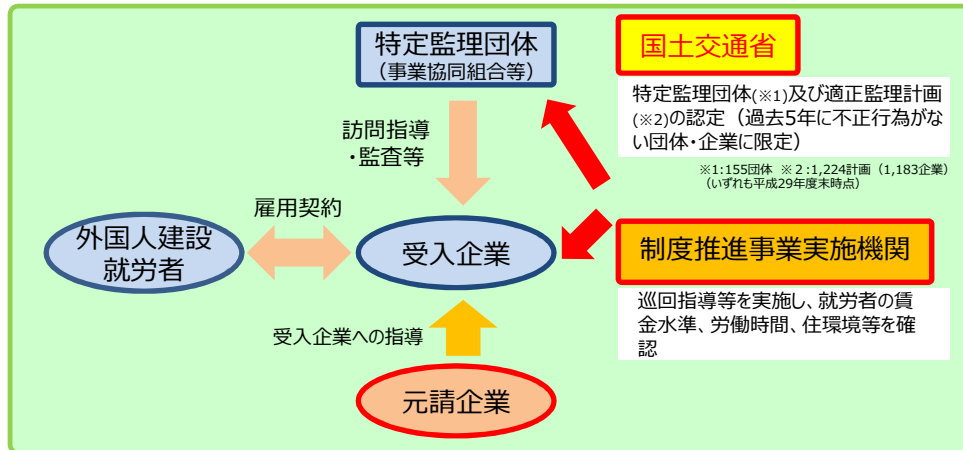 特定監理団体
（事業協同組合等）
国土交通省
特定監理団体(※1)及び適正監理計画
(※2)の認定（過去5年に不正行為がな
い団体・企業に限定）
※1:155団体 ※２:1,224計画（1,183企業）
（いずれも平成29年度末時点）
訪問指導
・監査等
雇用契約
外国人建設
就労者
受入企業
制度推進事業実施機関
巡回指導等を実施し、就労者の賃
金水準、労働時間、住環境等を確
認
受入企業への指導
元請企業